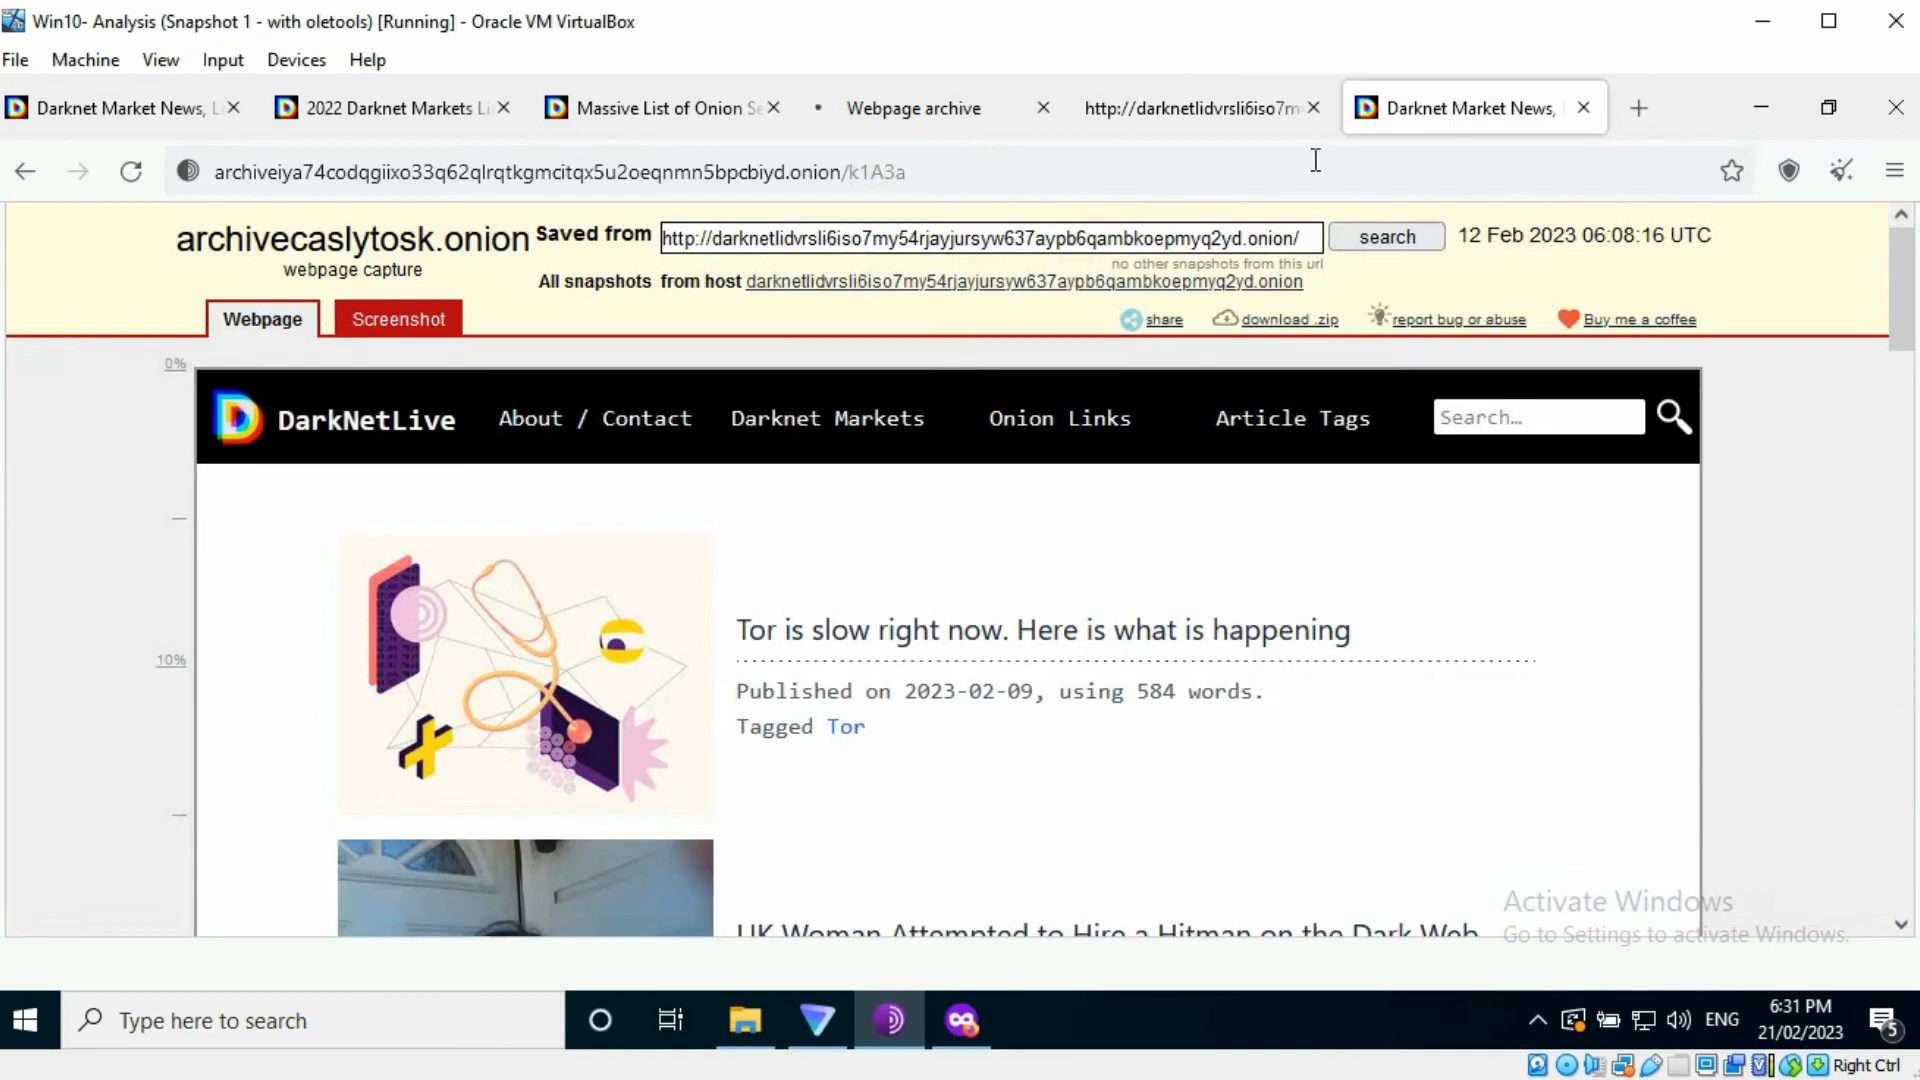 Win10- Analysis (Snapshot 1 - with oletools) [Running] - Oracle VM VirtualBox
File Machine View Input Devices Help
Darknet Market News, Li
2022 Darknet Markets Li
Massive List of Onion Se
Webpage archive
http://darknetlidvrsli6iso7my
Darknet Market News,
archiveiya74codqgiixo33q62qlrqtkgmcitqx5u2oeqnmn5bpcbiyd.onion/k1A3a
archivecaslytosk.onion
webpage capture
Saved from
http://darknetlidvrsli6iso7my54rjayjursyw637aypb6qambkoepmyq2yd.onion/
search
12 Feb 2023 06:08:16 UTC
no other snapshots from this url
All snapshots from host darknetlidvrsli6iso7my54rjayjursyw637aypb6qambkoepmyq2yd.onion
Webpage
Screenshot
share
download .zip
report bug or abuse
Buy me a coffee
0%
DarkNetLive
About / Contact
Darknet Markets
Onion Links
Article Tags
Search...
Tor is slow right now. Here is what is happening
10%
Published on 2023-02-09, using 584 words.
Tagged Tor
UK Woman Attempted to Hire a Hitman on the Dark Web
Activate Windows
Go to Settings to activate Windows.
Type here to search
ENG
6:31 PM
21/02/2023
5
Right Ctrl